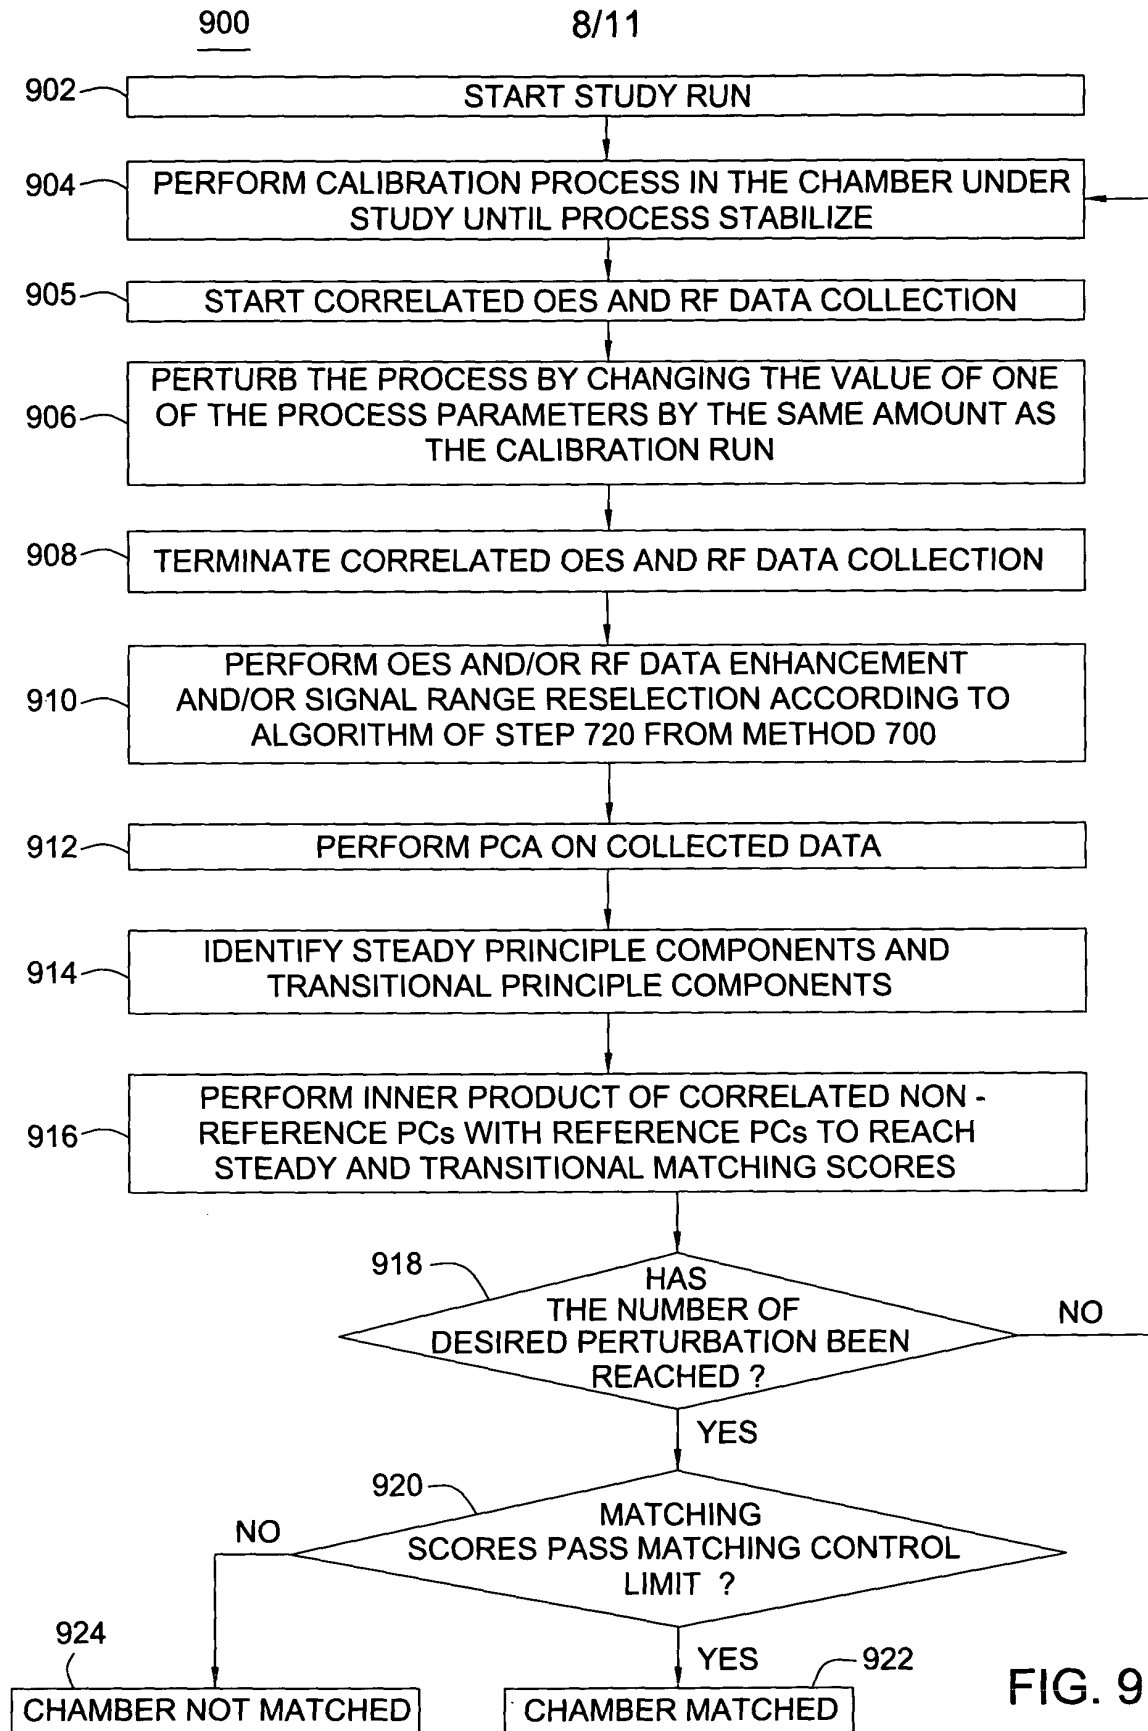 900
8/11
902
START STUDY RUN
904
PERFORM CALIBRATION PROCESS IN THE CHAMBER UNDER
STUDY UNTIL PROCESS STABILIZE
905
START CORRELATED OES AND RF DATA COLLECTION
906
PERTURB THE PROCESS BY CHANGING THE VALUE OF ONE
OF THE PROCESS PARAMETERS BY THE SAME AMOUNT AS
THE CALIBRATION RUN
908
TERMINATE CORRELATED OES AND RF DATA COLLECTION
910
PERFORM OES AND/OR RF DATA ENHANCEMENT
AND/OR SIGNAL RANGE RESELECTION ACCORDING TO
ALGORITHM OF STEP 720 FROM METHOD 700
912
PERFORM PCA ON COLLECTED DATA
914
IDENTIFY STEADY PRINCIPLE COMPONENTS AND
TRANSITIONAL PRINCIPLE COMPONENTS
916
PERFORM INNER PRODUCT OF CORRELATED NON -
REFERENCE PCs WITH REFERENCE PCs TO REACH
STEADY AND TRANSITIONAL MATCHING SCORES
918
HAS
THE NUMBER OF
DESIRED PERTURBATION BEEN
REACHED ?
NO
YES
920
MATCHING
SCORES PASS MATCHING CONTROL
LIMIT ?
NO
YES
924
CHAMBER NOT MATCHED
922
CHAMBER MATCHED
FIG. 9